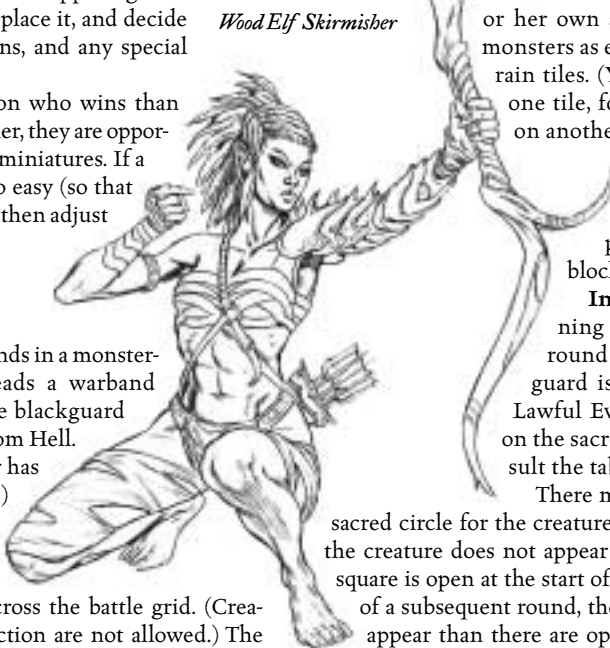 place it, and decide
ns, and any special
on who wins than
er, they are oppor-
miniatures. If a
o easy (so that
then adjust
nds in a monster-
eads a warband
e blackguard
om Hell.
r has
)
cross the battle grid. (Crea-
ction are not allowed.) The
Wood Elf Skirmisher
or her own
monsters as e
rain tiles. (Y
one tile, fo
on anothe
p
block
In
ning
round
guard is
Lawful Ev
on the sacr
sult the tal
There m
sacred circle for the creature
the creature does not appear
square is open at the start of
of a subsequent round, the
appear than there are op